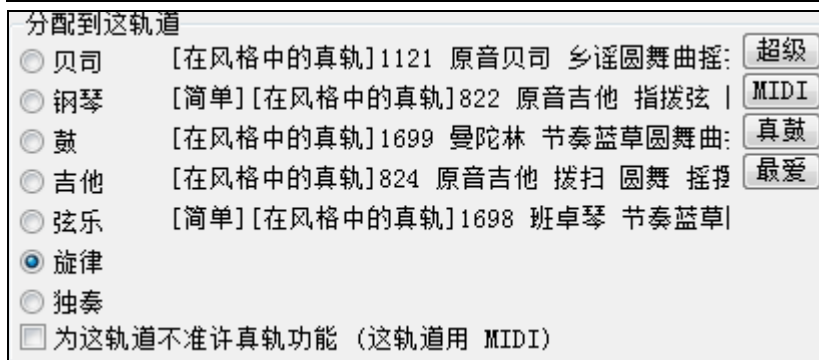 分配到这轨道
贝司 [在风格中的真轨]1121 原音贝司 乡谣圆舞曲摇 超级
钢琴 [简单][在风格中的真轨]822 原音吉他 指拨弦 | MIDI
鼓 [在风格中的真轨]1699 曼陀林 节奏蓝草圆舞曲 真鼓
吉他 [在风格中的真轨]824 原音吉他 拨扫 圆舞 摇 最爱
弦乐 [简单][在风格中的真轨]1698 班卓琴 节奏蓝草
旋律
独奏
为这轨道不准许真轨功能 (这轨道用 MIDI)